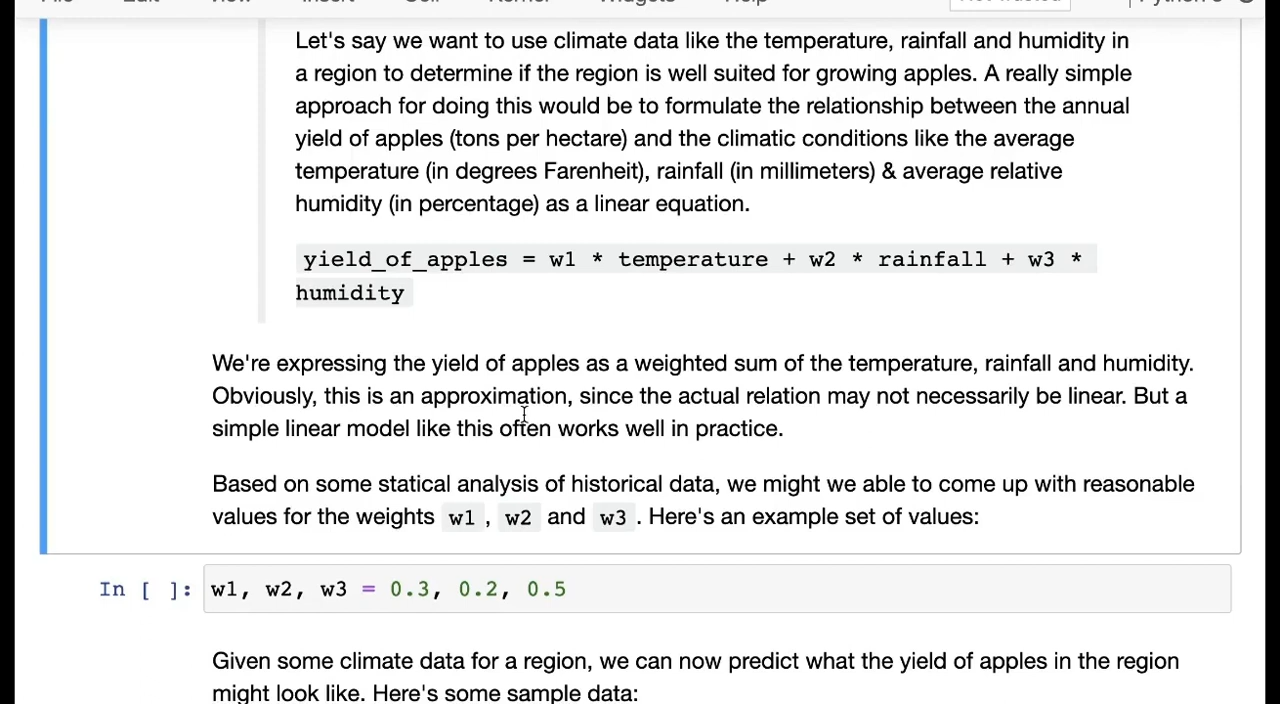 Let's say we want to use climate data like the temperature, rainfall and humidity in
a region to determine if the region is well suited for growing apples. A really simple
approach for doing this would be to formulate the relationship between the annual
yield of apples (tons per hectare) and the climatic conditions like the average
temperature (in degrees Farenheit), rainfall (in millimeters) & average relative
humidity (in percentage) as a linear equation.
yield_of_apples = w1 * temperature + w2 * rainfall + w3 *
humidity
We're expressing the yield of apples as a weighted sum of the temperature, rainfall and humidity.
Obviously, this is an approximation, since the actual relation may not necessarily be linear. But a
simple linear model like this often works well in practice.
Based on some statical analysis of historical data, we might we able to come up with reasonable
values for the weights w1 , w2 and w3 . Here's an example set of values:
In [ ]: w1, w2, w3 = 0.3, 0.2, 0.5
Given some climate data for a region, we can now predict what the yield of apples in the region
might look like. Here's some sample data: